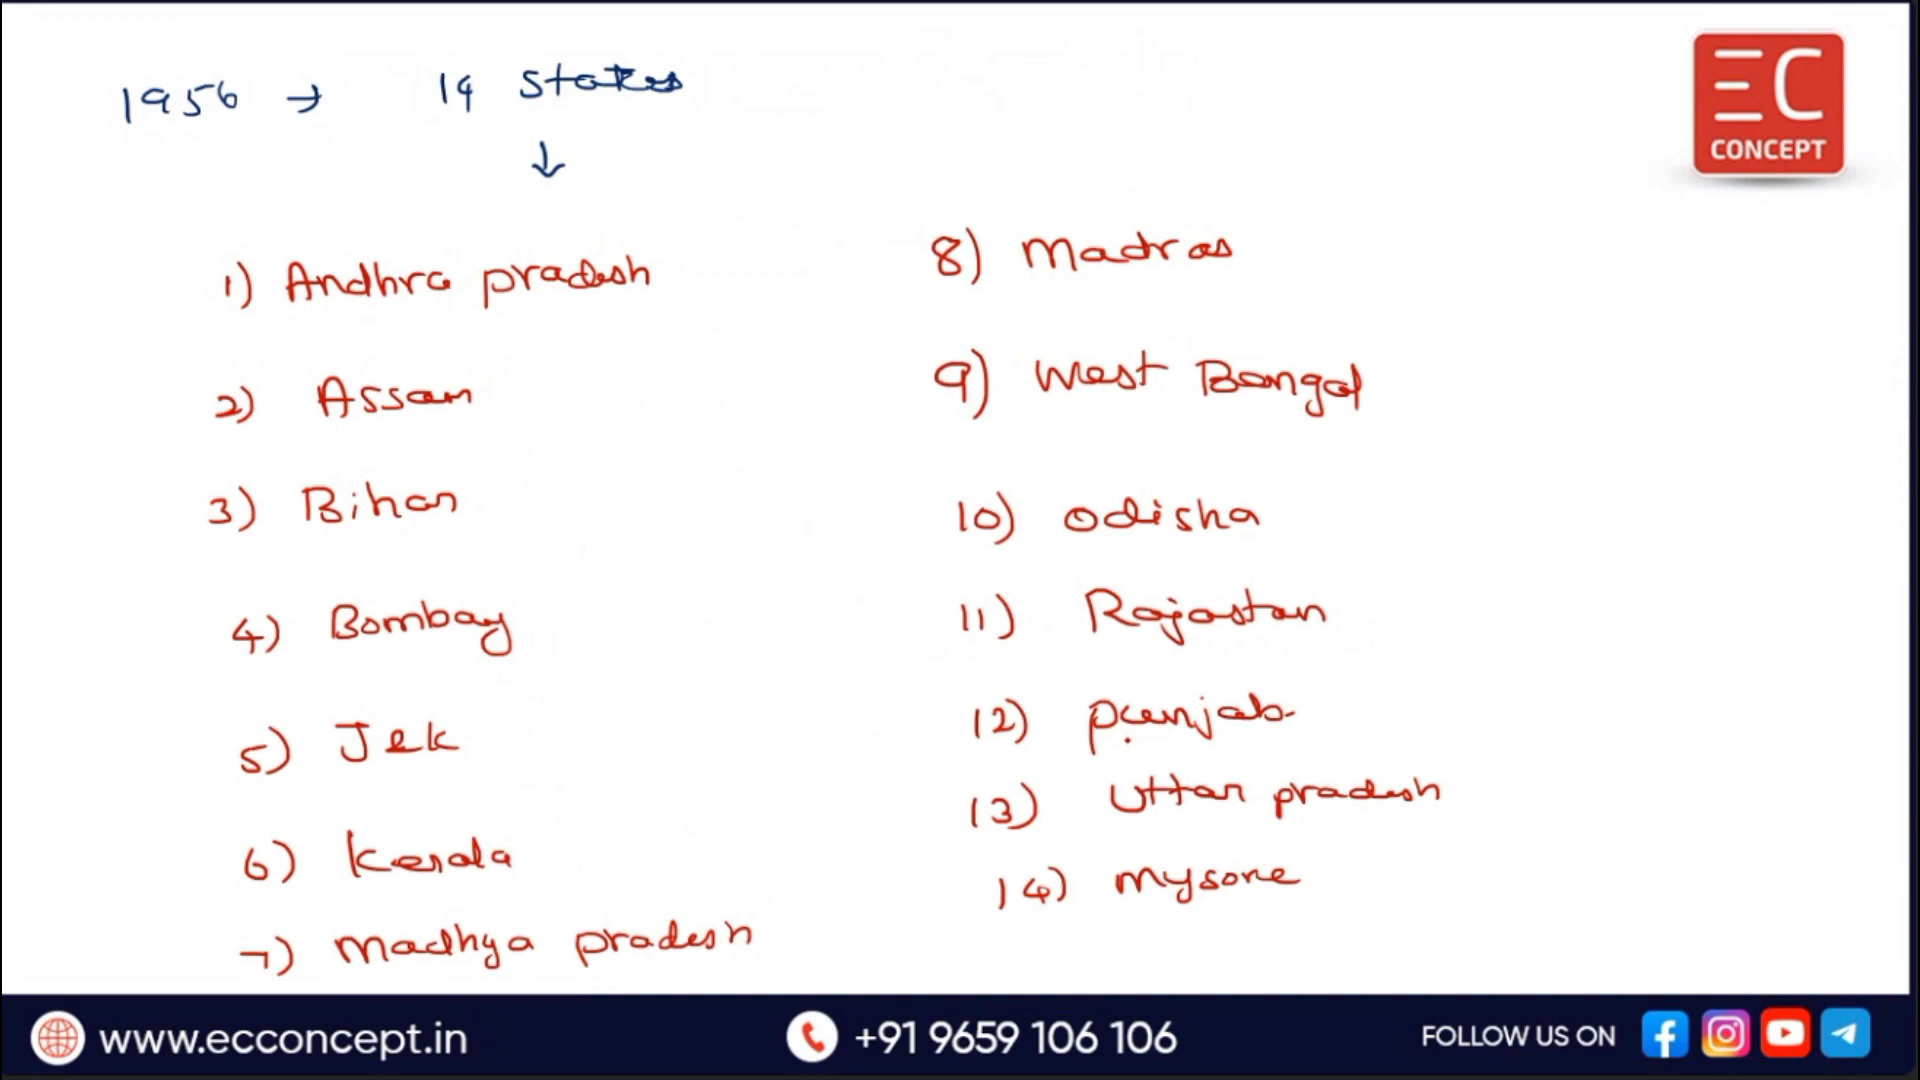 1956 → 14 states
↓
1) Andhra pradesh
2) Assam
3) Bihar
4) Bombay
5) J&K
6) Kerala
7) Madhya pradesh
8) Madras
9) West Bengal
10) Odisha
11) Rajastan
12) Punjab
13) Uttar pradesh
14) Mysore
EC
CONCEPT
www.ecconcept.in
+91 9659 106 106
FOLLOW US ON